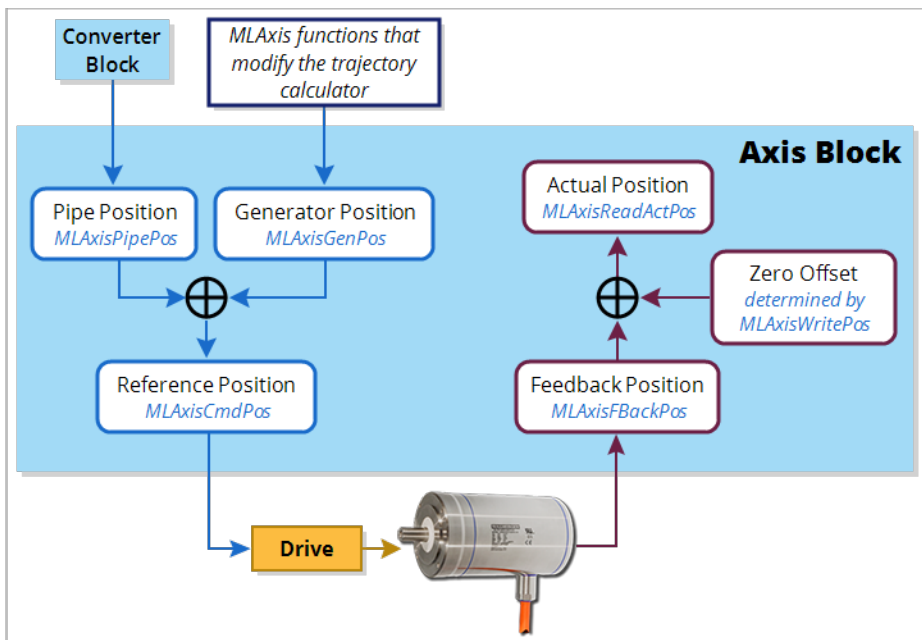 Converter
Block
MLAxis functions that
modify the trajectory
calculator
Axis Block
Pipe Position
MLAxisPipePos
Generator Position
MLAxisGenPos
Actual Position
MLAxisReadActPos
Zero Offset
determined by
MLAxisWritePos
Reference Position
MLAxisCmdPos
Feedback Position
MLAxisFBackPos
Drive